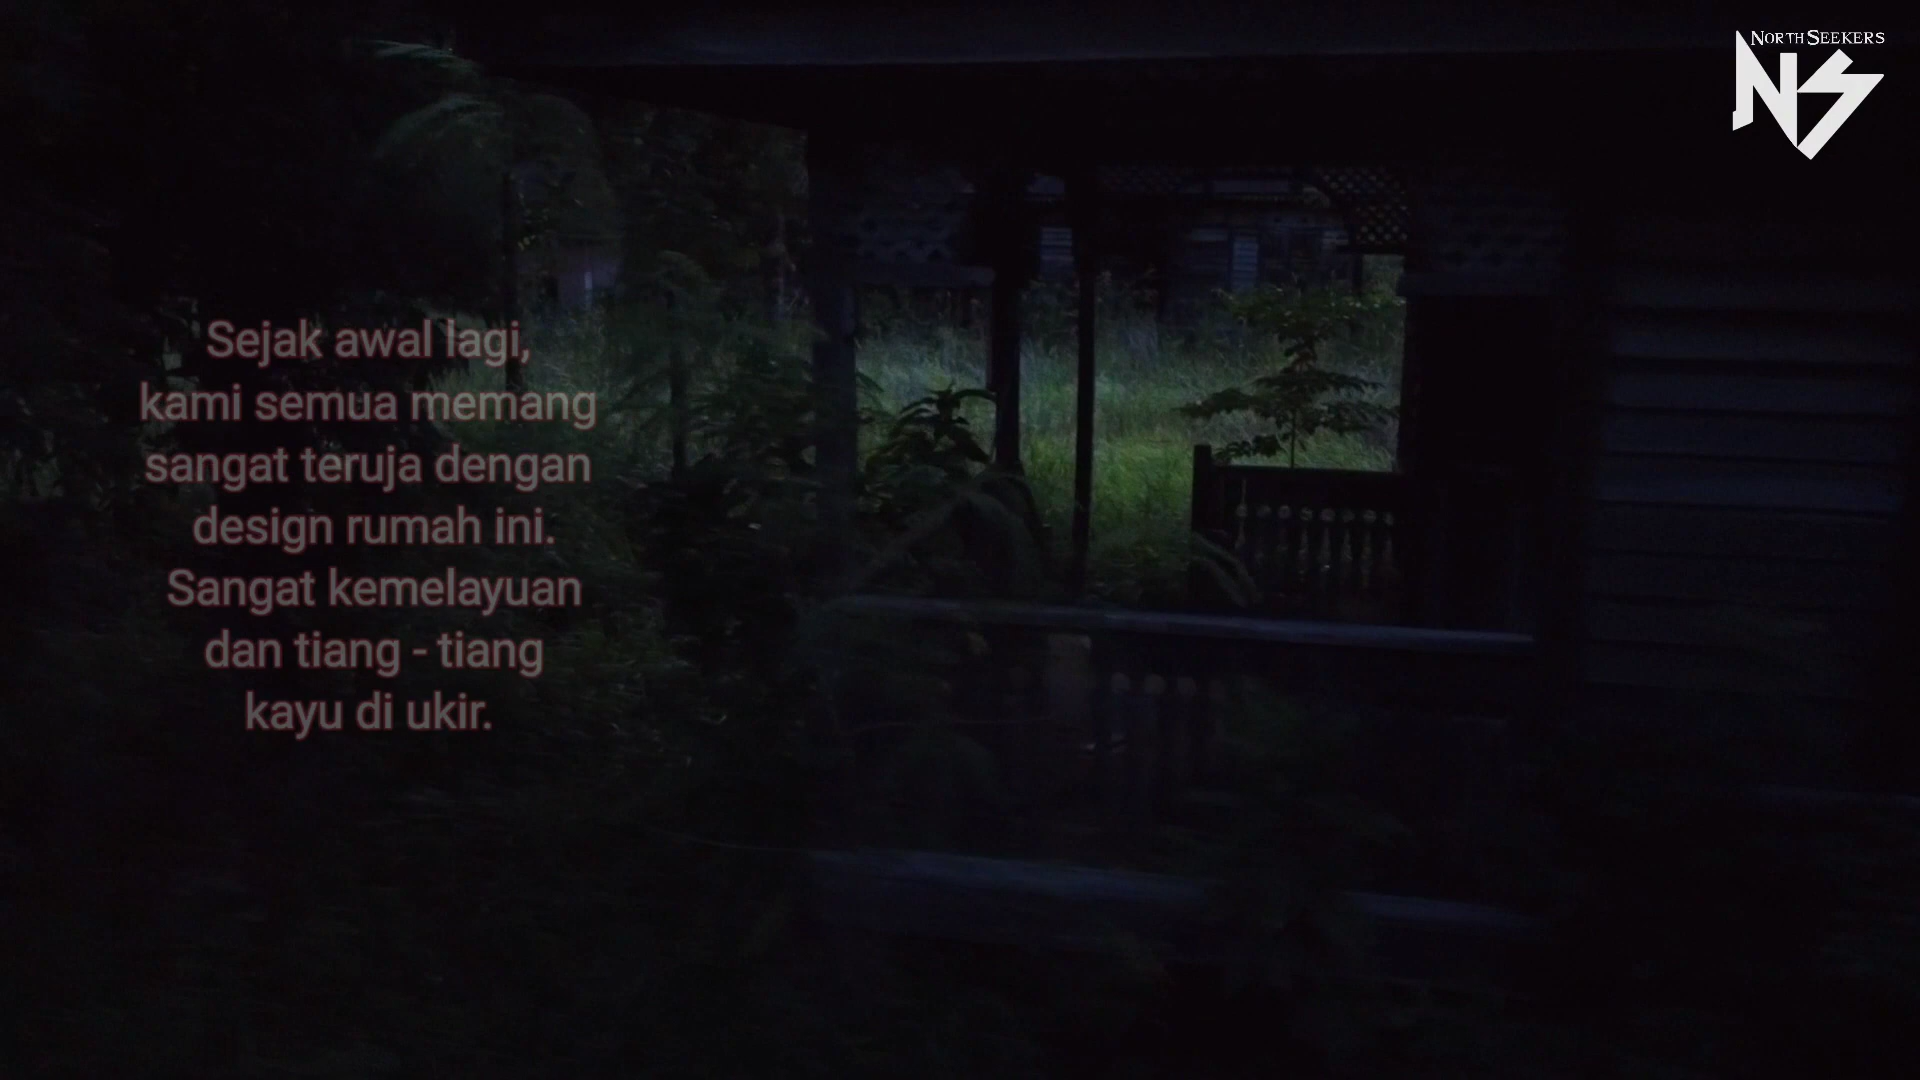 NORTH SEEKERS
NS
Sejak awal lagi,
kami semua memang
sangat teruja dengan
design rumah ini.
Sangat kemelayuan
dan tiang - tiang
kayu di ukir.